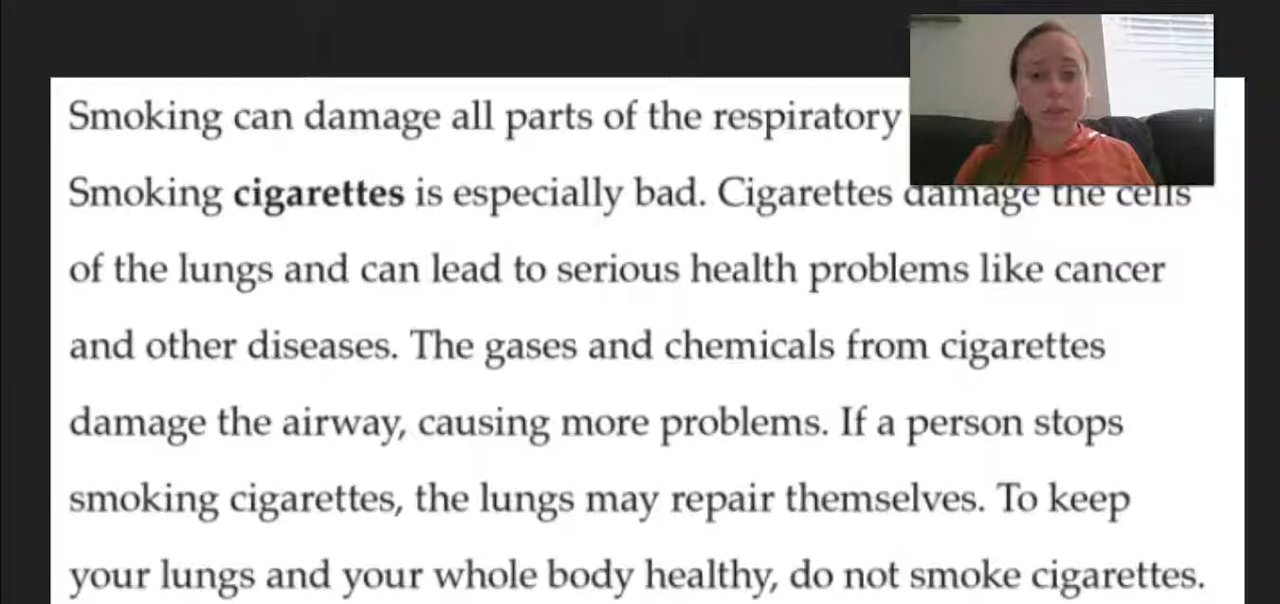 Smoking can damage all parts of the respiratory
Smoking cigarettes is especially bad. Cigarettes damage the cells
of the lungs and can lead to serious health problems like cancer
and other diseases. The gases and chemicals from cigarettes
damage the airway, causing more problems. If a person stops
smoking cigarettes, the lungs may repair themselves. To keep
your lungs and your whole body healthy, do not smoke cigarettes.